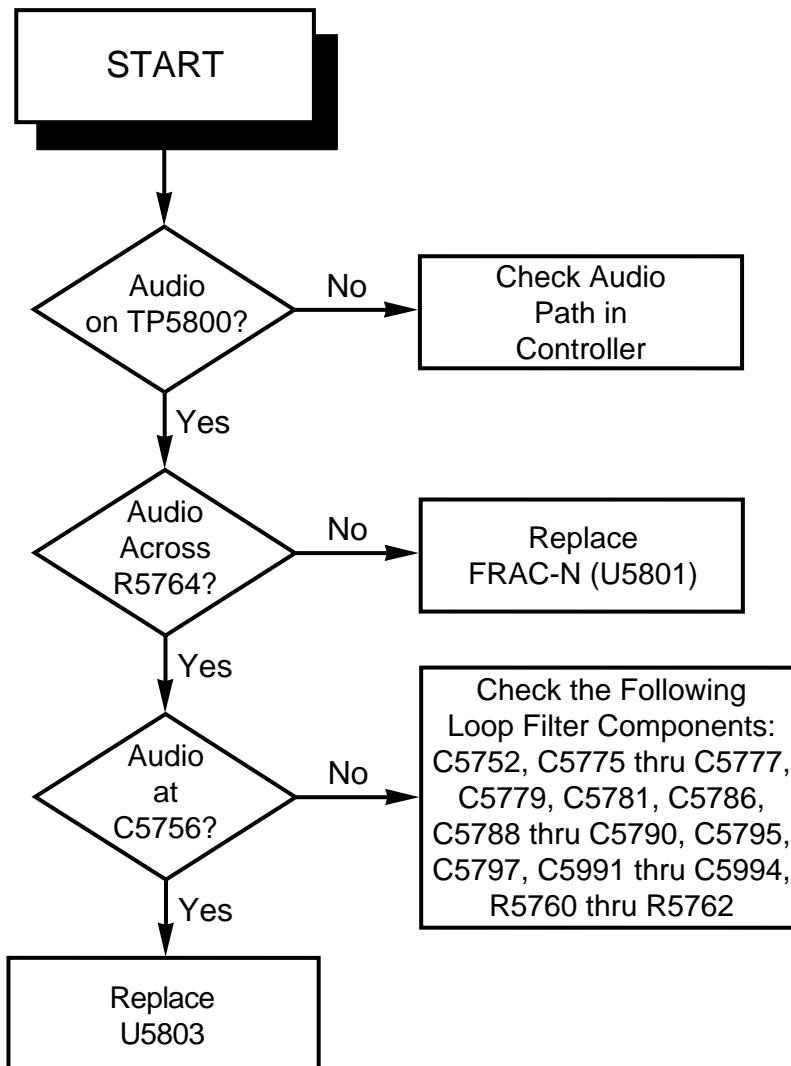 START
Audio
on TP5800?
No
Check Audio
Path in
Controller
Yes
Audio
Across
R5764?
No
Replace
FRAC-N (U5801)
Yes
Audio
at
C5756?
No
Check the Following
Loop Filter Components:
C5752, C5775 thru C5777,
C5779, C5781, C5786,
C5788 thru C5790, C5795,
C5797, C5991 thru C5994,
R5760 thru R5762
Yes
Replace
U5803